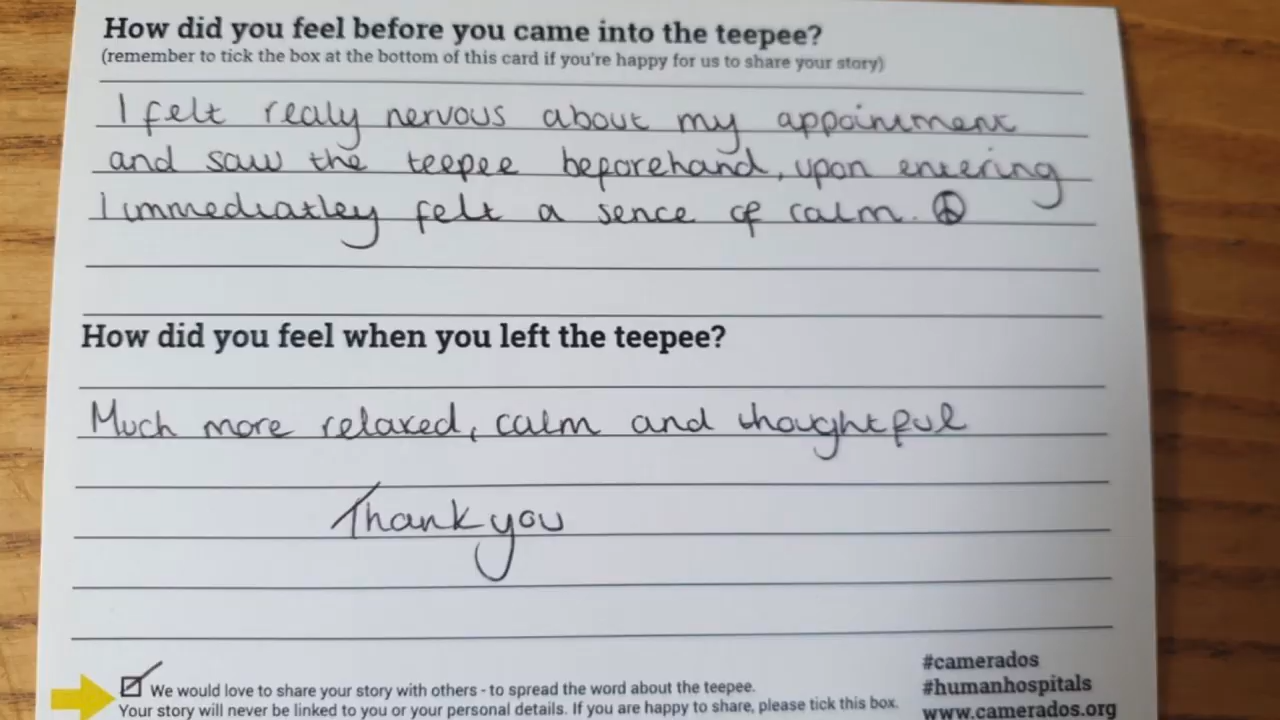 How did you feel before you came into the teepee?
(remember to tick the box at the bottom of this card if you're happy for us to share your story)
I felt realy nervous about my appoinment
and saw the teepee beforehand, upon entering
I immediatley felt a sence of calm.
How did you feel when you left the teepee?
Much more relaxed, calm and thoughtful
Thank you
We would love to share your story with others - to spread the word about the teepee.
Your story will never be linked to you or your personal details. If you are happy to share, please tick this box.
#camerados
#humanhospitals
www.camerados.org